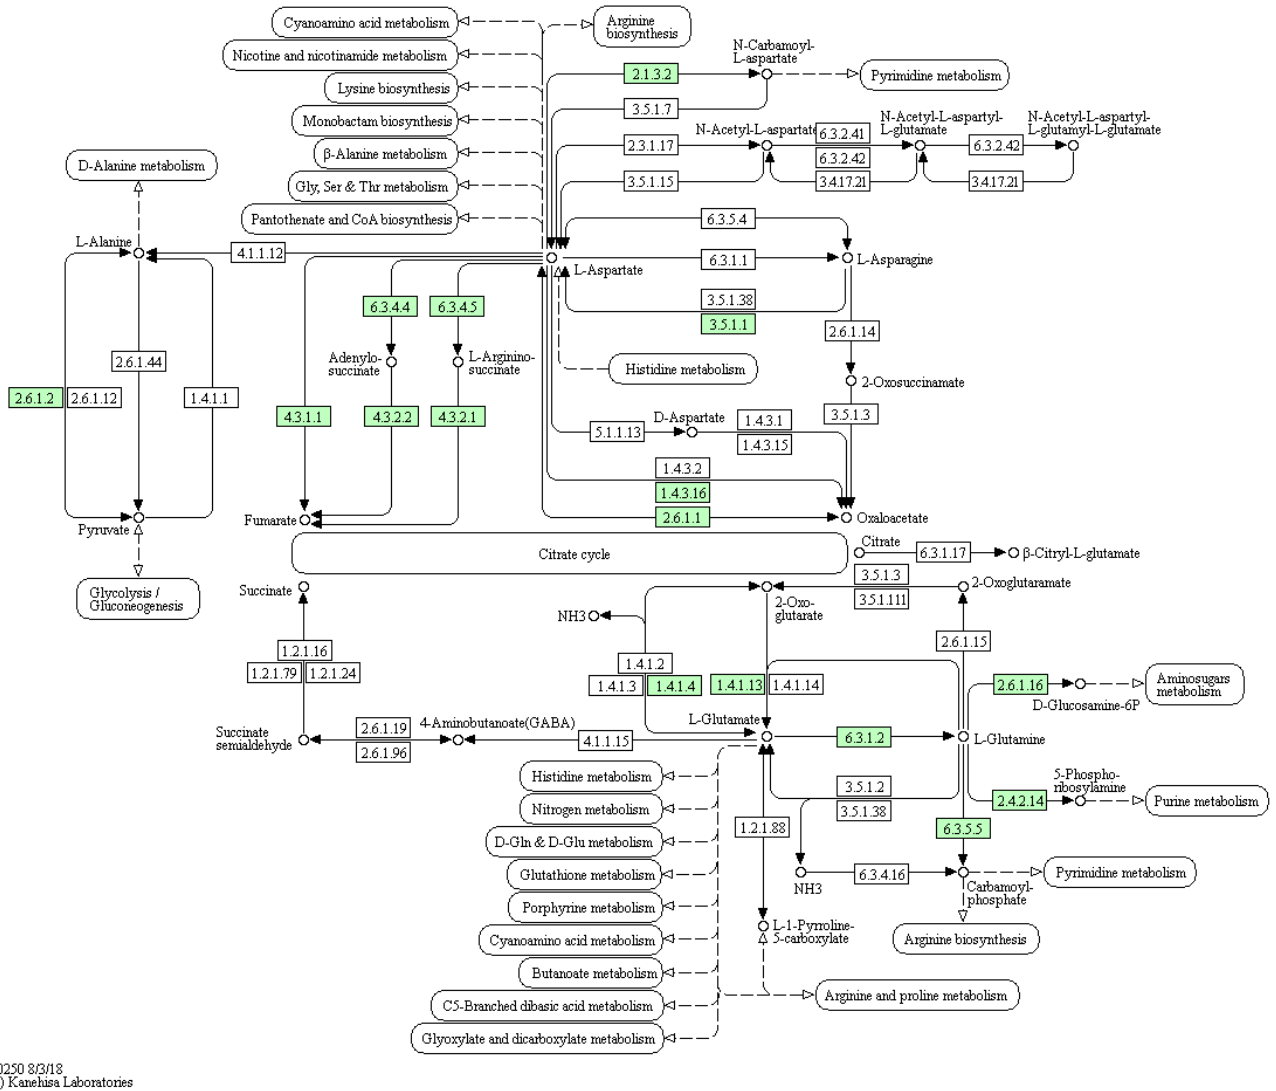 Cyanoamino acid metabolism
Arginine
biosynthesis
Nicotine and nicotinamide metabolism
N-Carbamoyl-
L-aspartate
2.1.3.2
Pyrimidine metabolism
Lysine biosynthesis
3.5.1.7
Monobactam biosynthesis
N-Acetyl-L-aspartate
N-Acetyl-L-aspartyl-
L-glutamate
N-Acetyl-L-aspartyl-
L-glutamyl-L-glutamate
6.3.2.41
2.3.1.17
6.3.2.42
6.3.2.42
β-Alanine metabolism
D-Alanine metabolism
3.5.1.15
3.4.17.21
3.4.17.21
Gly, Ser & Thr metabolism
Pantothenate and CoA biosynthesis
6.3.5.4
L-Alanine
4.1.1.12
L-Aspartate
6.3.1.1
L-Asparagine
6.3.4.4
6.3.4.5
3.5.1.38
3.5.1.1
2.6.1.14
2.6.1.44
Adenylo-
succinate
L-Arginino-
succinate
Histidine metabolism
2-Oxosuccinamate
2.6.1.2
2.6.1.12
1.4.1.1
4.3.1.1
4.3.2.2
4.3.2.1
D-Aspartate
5.1.1.13
1.4.3.1
1.4.3.15
3.5.1.3
1.4.3.2
1.4.3.16
Pyruvate
Fumarate
2.6.1.1
Oxaloacetate
Citrate cycle
Citrate
6.3.1.17
β-Citryl-L-glutamate
Glycolysis /
Gluconeogenesis
Succinate
NH3
2-Oxo-
glutarate
3.5.1.3
3.5.1.111
2-Oxoglutaramate
1.2.1.16
1.2.1.79
1.2.1.24
1.4.1.2
1.4.1.3
1.4.1.4
1.4.1.13
1.4.1.14
2.6.1.15
2.6.1.16
D-Glucosamine-6P
Aminosugars
metabolism
Succinate
semialdehyde
2.6.1.19
2.6.1.96
4-Aminobutanoate(GABA)
4.1.1.15
L-Glutamate
6.3.1.2
L-Glutamine
Histidine metabolism
Nitrogen metabolism
D-Gln & D-Glu metabolism
Glutathione metabolism
Porphyrine metabolism
Cyanoamino acid metabolism
Butanoate metabolism
C5-Branched dibasic acid metabolism
Glyoxylate and dicarboxylate metabolism
3.5.1.2
3.5.1.38
1.2.1.88
5-Phospho-
ribosylamine
2.4.2.14
Purine metabolism
6.3.5.5
NH3
6.3.4.16
Carbamoyl-
phosphate
Pyrimidine metabolism
L-1-Pyrroline-
5-carboxylate
Arginine biosynthesis
Arginine and proline metabolism
0250 8/3/18
) Kanehisa Laboratories